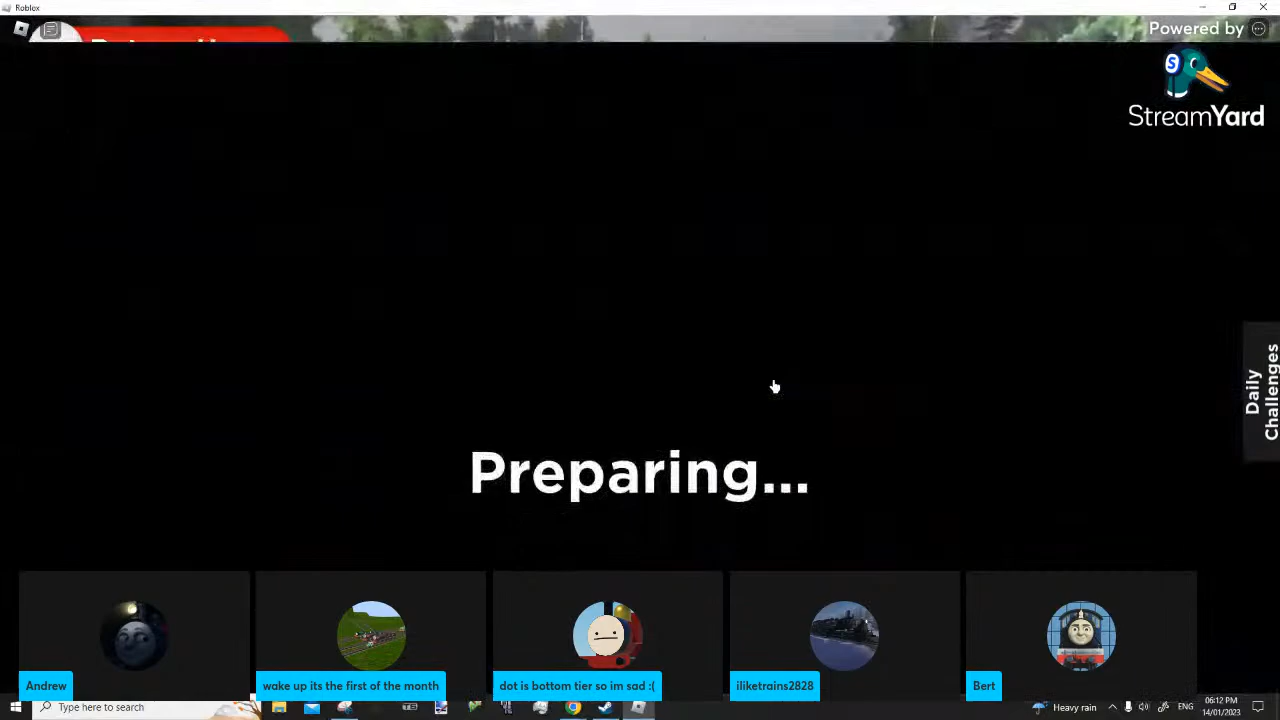 Roblox
Powered by
S
StreamYard
Daily
Challenges
Preparing...
Andrew
wake up its the first of the month
dot is bottom tier so im sad :(
iliketrains2828
Bert
Type here to search
Heavy rain
ENG
06:12 PM
14/01/2023